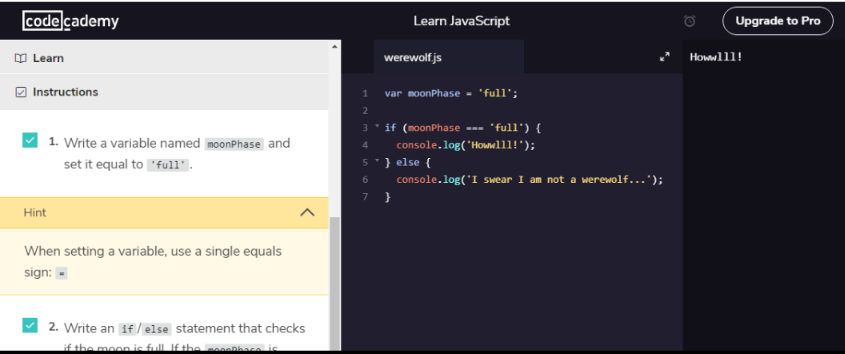 codecademy
Learn JavaScript
Upgrade to Pro
Learn
Instructions
1. Write a variable named moonPhase and
set it equal to 'full'.
Hint
When setting a variable, use a single equals
sign: =
2. Write an if / else statement that checks
if the moon is full. If the moonPhase is
werewolf.js
1 var moonPhase = 'full';
2
3 if (moonPhase === 'full') {
4 console.log('Howwlll!');
5 } else {
6 console.log('I swear I am not a werewolf...');
7 }
Howwlll!